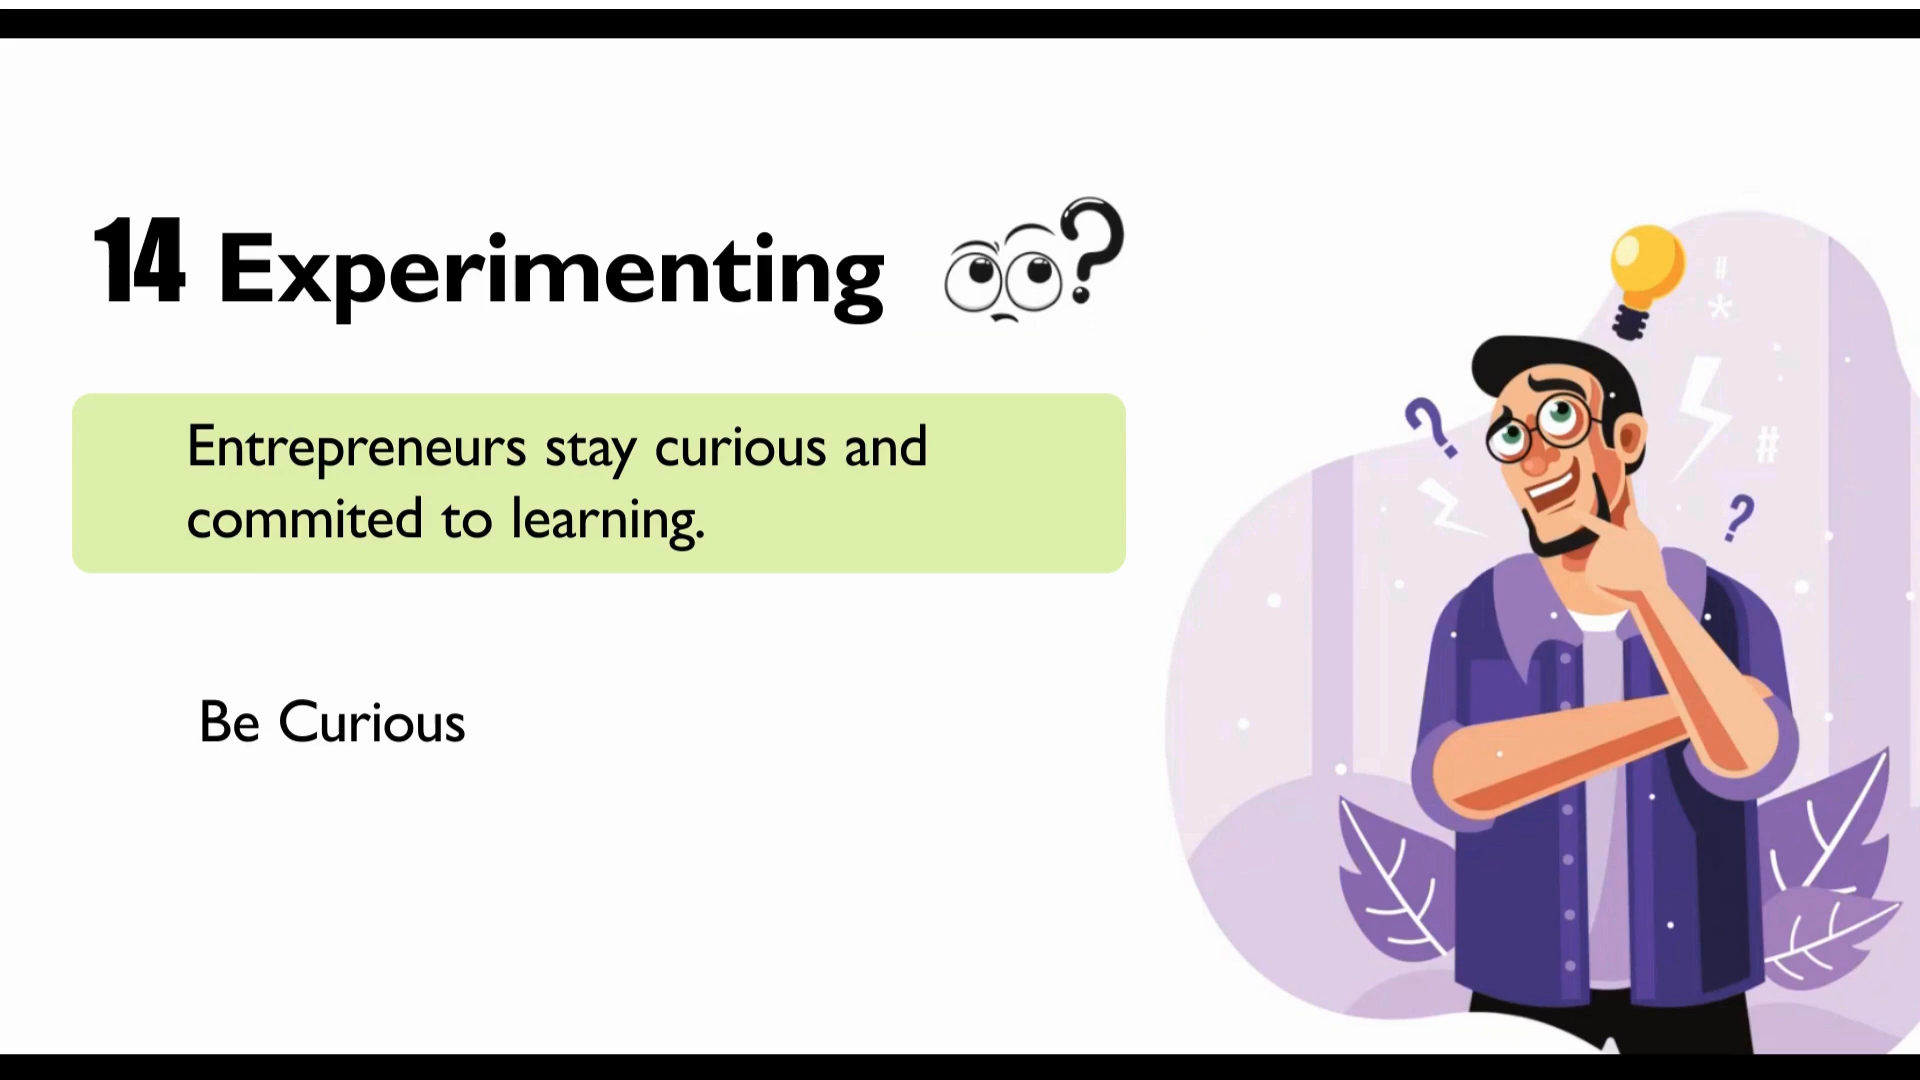 14 Experimenting
Entrepreneurs stay curious and
commited to learning.
Be Curious